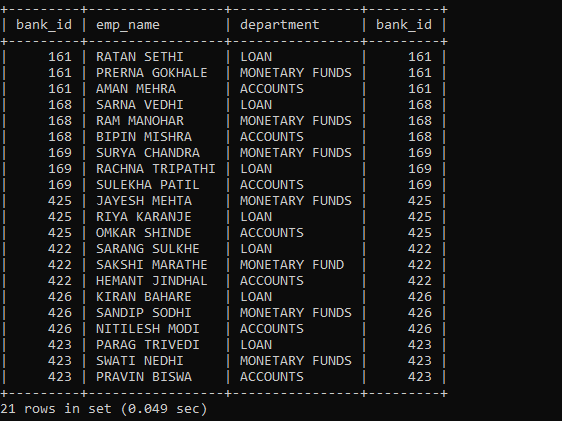 +---------+-----------------+----------------+---------+
| bank_id | emp_name        | department     | bank_id |
+---------+-----------------+----------------+---------+
|     161 | RATAN SETHI     | LOAN           |     161 |
|     161 | PRERNA GOKHALE  | MONETARY FUNDS |     161 |
|     161 | AMAN MEHRA      | ACCOUNTS       |     161 |
|     168 | SARNA VEDHI     | LOAN           |     168 |
|     168 | RAM MANOHAR     | MONETARY FUNDS |     168 |
|     168 | BIPIN MISHRA    | ACCOUNTS       |     168 |
|     169 | SURYA CHANDRA   | MONETARY FUNDS |     169 |
|     169 | RACHNA TRIPATHI | LOAN           |     169 |
|     169 | SULEKHA PATIL   | ACCOUNTS       |     169 |
|     425 | JAYESH MEHTA    | MONETARY FUNDS |     425 |
|     425 | RIYA KARANJE    | LOAN           |     425 |
|     425 | OMKAR SHINDE    | ACCOUNTS       |     425 |
|     422 | SARANG SULKHE   | LOAN           |     422 |
|     422 | SAKSHI MARATHE  | MONETARY FUND  |     422 |
|     422 | HEMANT JINDHAL  | ACCOUNTS       |     422 |
|     426 | KIRAN BAHARE    | LOAN           |     426 |
|     426 | SANDIP SODHI    | MONETARY FUNDS |     426 |
|     426 | NITILESH MODI   | ACCOUNTS       |     426 |
|     423 | PARAG TRIVEDI   | LOAN           |     423 |
|     423 | SWATI NEDHI     | MONETARY FUNDS |     423 |
|     423 | PRAVIN BISWA    | ACCOUNTS       |     423 |
+---------+-----------------+----------------+---------+
21 rows in set (0.049 sec)